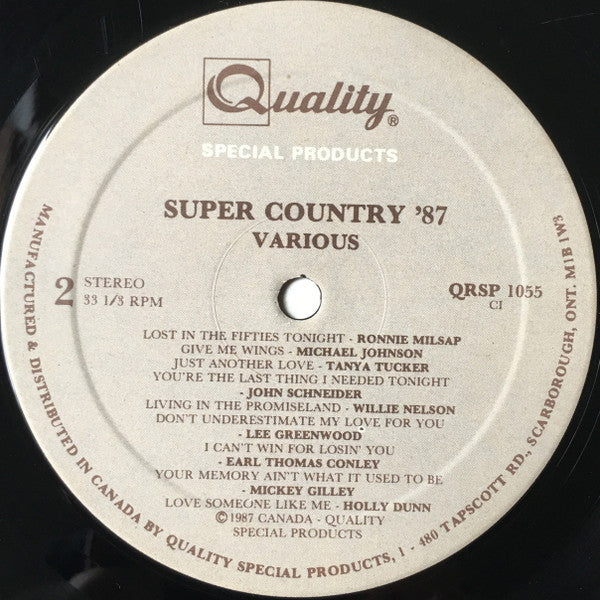 Quality®
SPECIAL PRODUCTS
SUPER COUNTRY '87
VARIOUS
2
STEREO
33 1/3 RPM
QRSP 1055
CI
LOST IN THE FIFTIES TONIGHT - RONNIE MILSAP
GIVE ME WINGS - MICHAEL JOHNSON
JUST ANOTHER LOVE - TANYA TUCKER
YOU'RE THE LAST THING I NEEDED TONIGHT
- JOHN SCHNEIDER
LIVING IN THE PROMISELAND - WILLIE NELSON
DON'T UNDERESTIMATE MY LOVE FOR YOU
- LEE GREENWOOD
I CAN'T WIN FOR LOSIN' YOU
- EARL THOMAS CONLEY
YOUR MEMORY AIN'T WHAT IT USED TO BE
- MICKEY GILLEY
LOVE SOMEONE LIKE ME - HOLLY DUNN
©1987 CANADA - QUALITY
SPECIAL PRODUCTS
MANUFACTURED & DISTRIBUTED IN CANADA BY QUALITY SPECIAL PRODUCTS, 1 - 480 TAPSCOTT RD., SCARBOROUGH, ONT. M1B 1W3